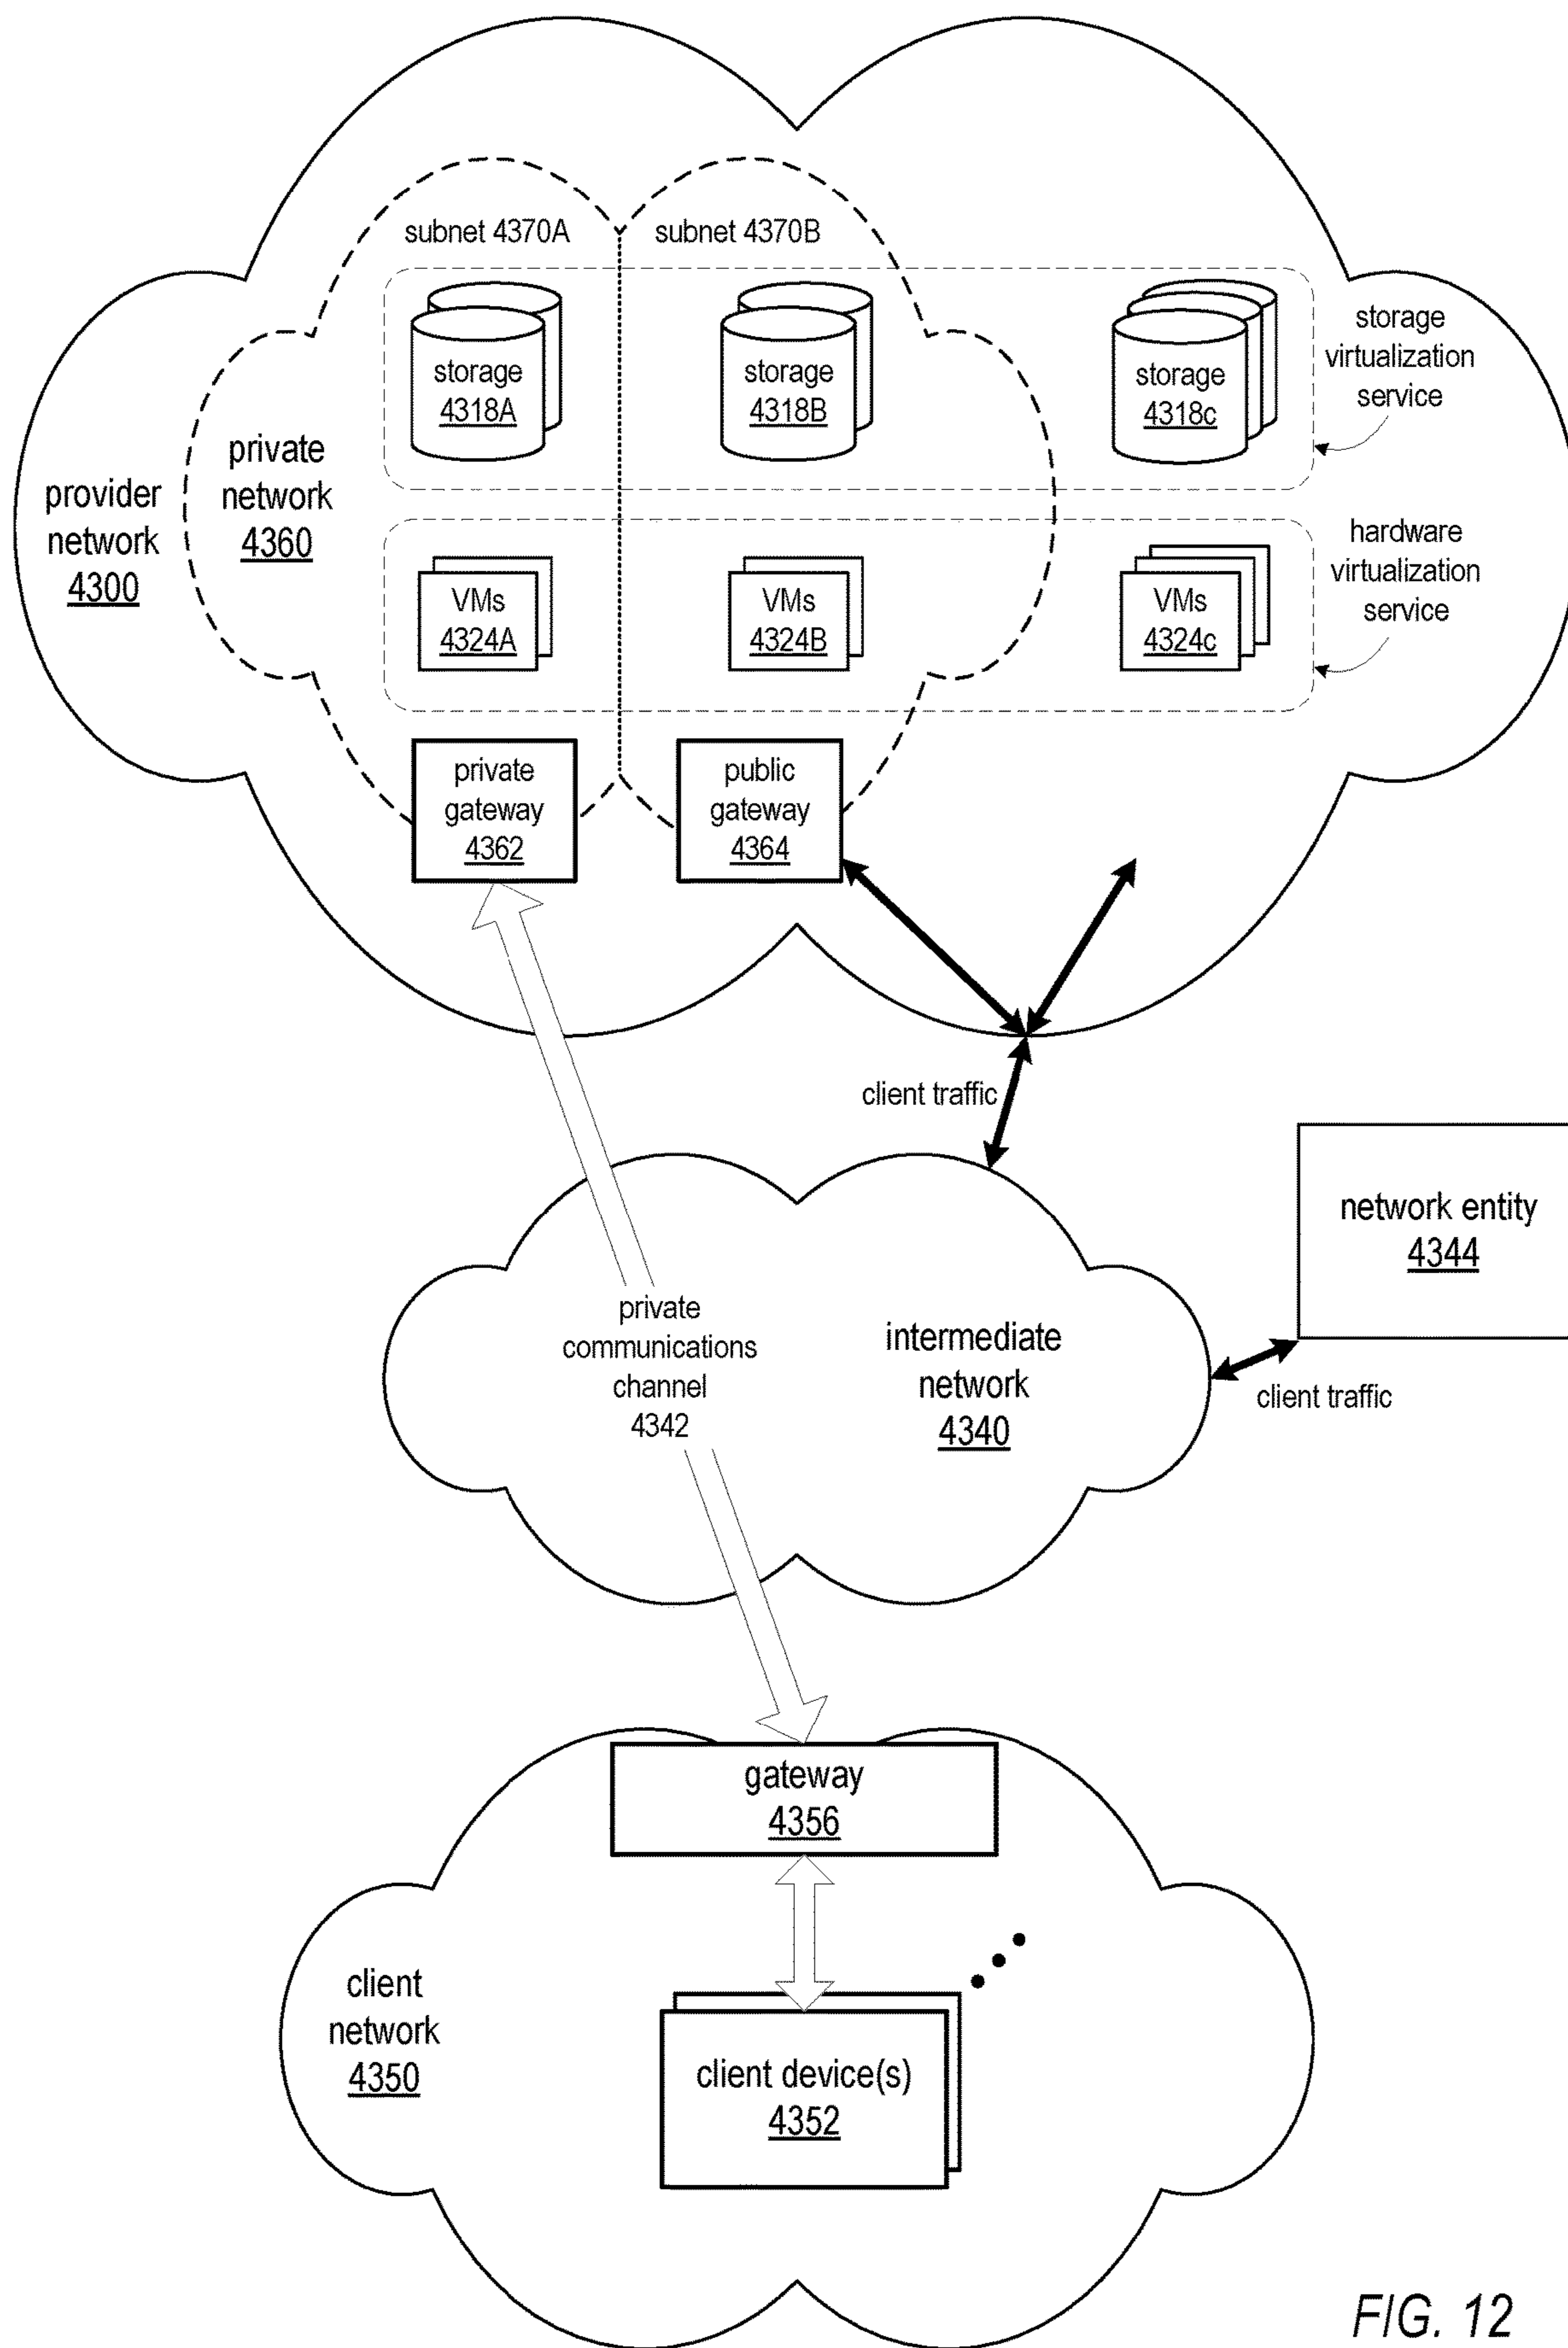 subnet 4370A
subnet 4370B
storage
4318A
storage
4318B
storage
4318c
storage
virtualization
service
provider
network
4300
private
network
4360
VMs
4324A
VMs
4324B
VMs
4324c
hardware
virtualization
service
private
gateway
4362
public
gateway
4364
client traffic
network entity
4344
client traffic
private
communications
channel
4342
intermediate
network
4340
gateway
4356
client
network
4350
client device(s)
4352
FIG. 12